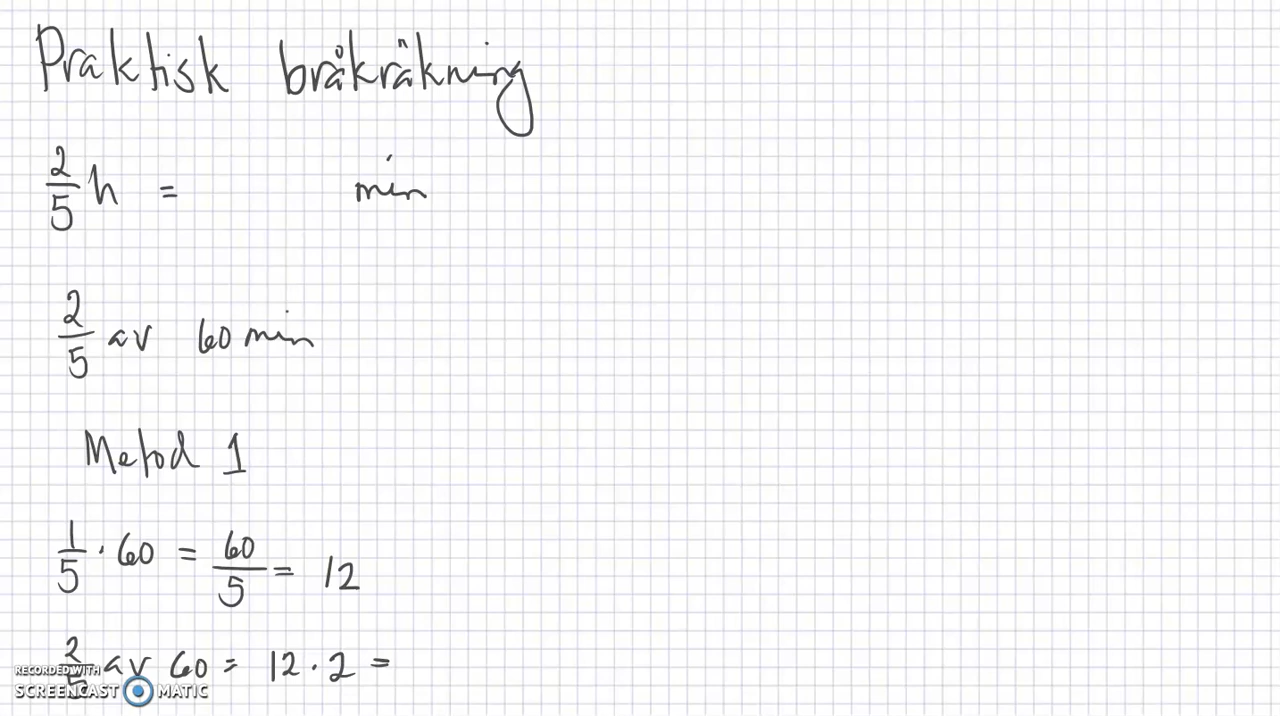 Praktisk bråkräkning
2/5 h = min
2/5 av 60 min
Metod 1
1/5 · 60 = 60/5 = 12
2/5 av 60 = 12 · 2 =
RECORDED WITH
SCREENCAST MATIC